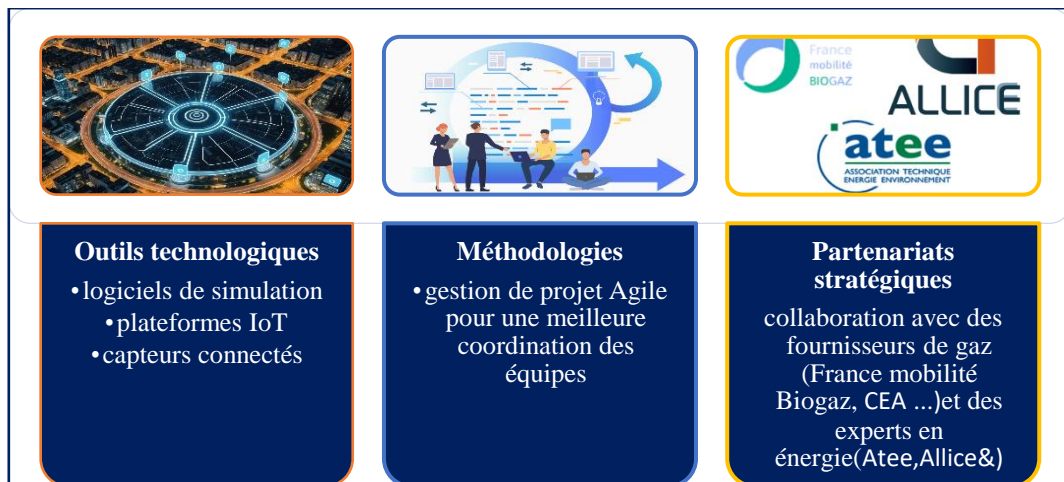 France
mobilité
BIOGAZ
ALLICE
atee
ASSOCIATION TECHNIQUE
ENERGIE ENVIRONNEMENT
Outils technologiques
•logiciels de simulation
•plateformes IoT
•capteurs connectés
Méthodologies
•gestion de projet Agile
pour une meilleure
coordination des
équipes
Partenariats
stratégiques
collaboration avec des
fournisseurs de gaz
(France mobilité
Biogaz, CEA ...)et des
experts en
énergie(Atee,Allice&)